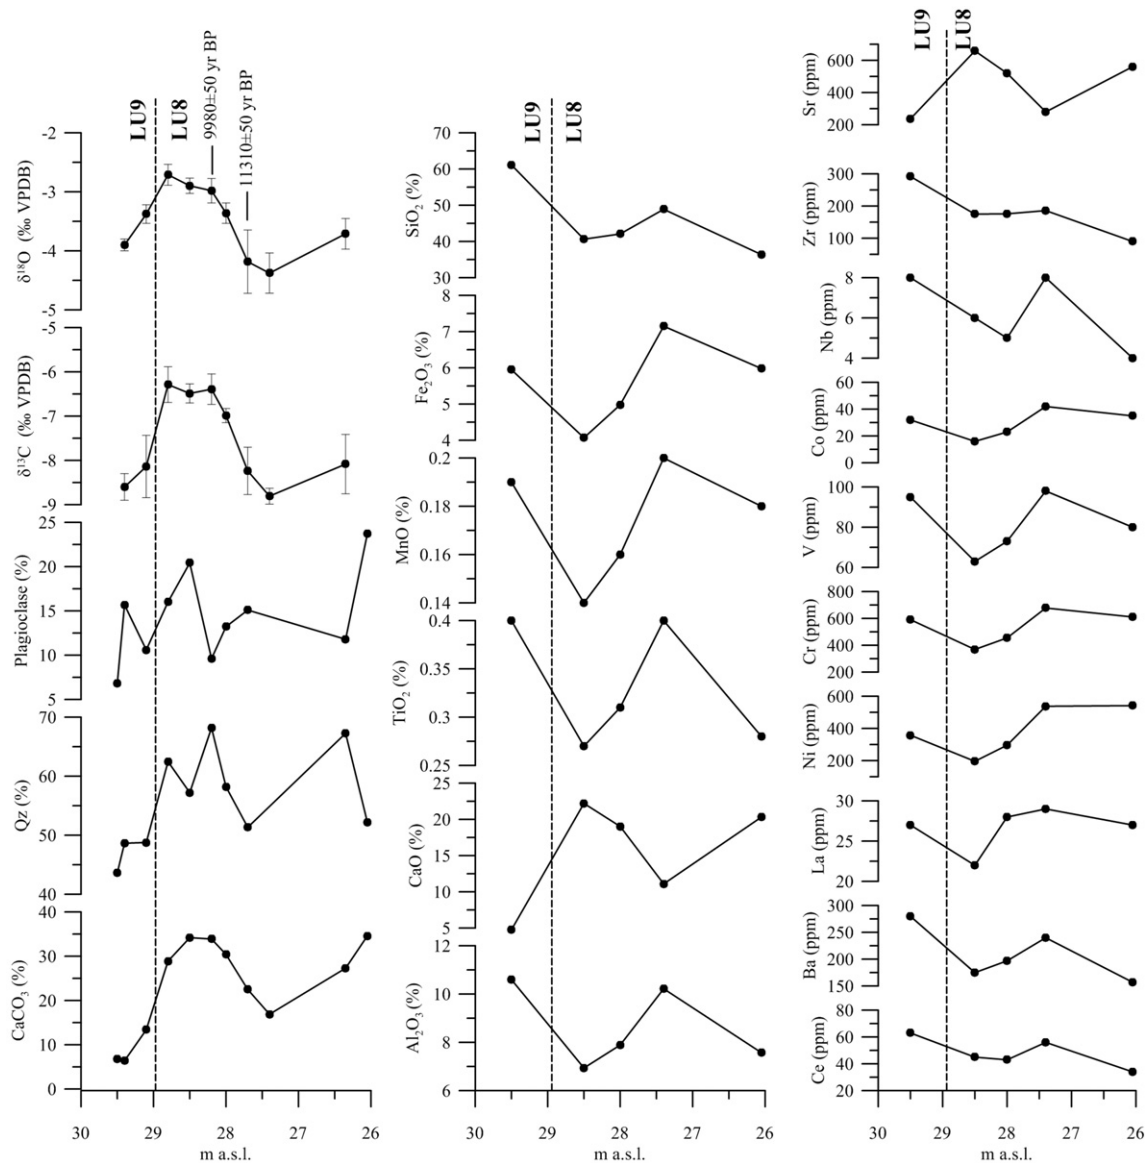 LU9
LU8
9980±50 yr BP
11310±50 yr BP
-2
-3
-4
-5
δ¹⁸O (‰ VPDB)
-5
-6
-7
-8
-9
δ¹³C (‰ VPDB)
25
20
15
10
5
Plagioclase (%)
70
60
50
40
Qz (%)
40
30
20
10
0
CaCO₃ (%)
30 29 28 27 26
m a.s.l.
LU9
LU8
70
60
50
40
30
SiO₂ (%)
8
7
6
5
4
Fe₂O₃ (%)
0.2
0.18
0.16
0.14
MnO (%)
0.4
0.35
0.3
0.25
TiO₂ (%)
25
20
15
10
5
CaO (%)
12
10
8
6
Al₂O₃ (%)
30 29 28 27 26
m a.s.l.
LU9
LU8
600
400
200
Sr (ppm)
300
200
100
Zr (ppm)
8
6
4
Nb (ppm)
60
40
20
0
Co (ppm)
100
80
60
V (ppm)
800
600
400
200
Cr (ppm)
600
400
200
Ni (ppm)
30
25
20
La (ppm)
300
250
200
150
Ba (ppm)
80
60
40
20
Ce (ppm)
30 29 28 27 26
m a.s.l.